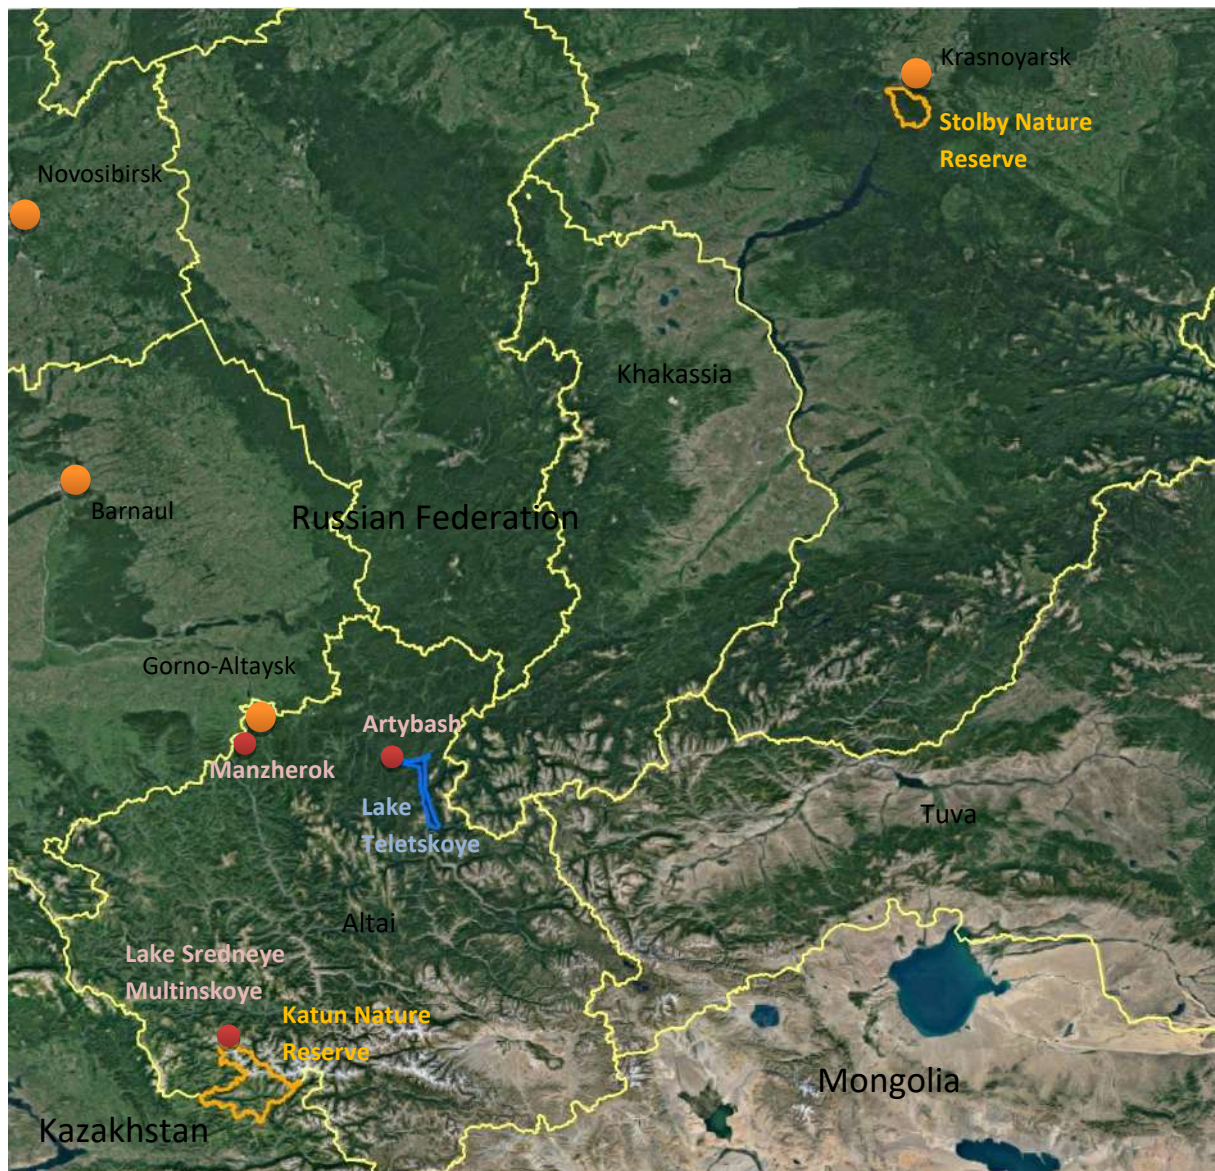 Krasnoyarsk
Stolby Nature
Reserve
Novosibirsk
Khakassia
Barnaul
Russian Federation
Gorno-Altaysk
Artybash
Manzherok
Lake
Teletskoye
Tuva
Altai
Lake Sredneye
Multinskoye
Katun Nature
Reserve
Mongolia
Kazakhstan